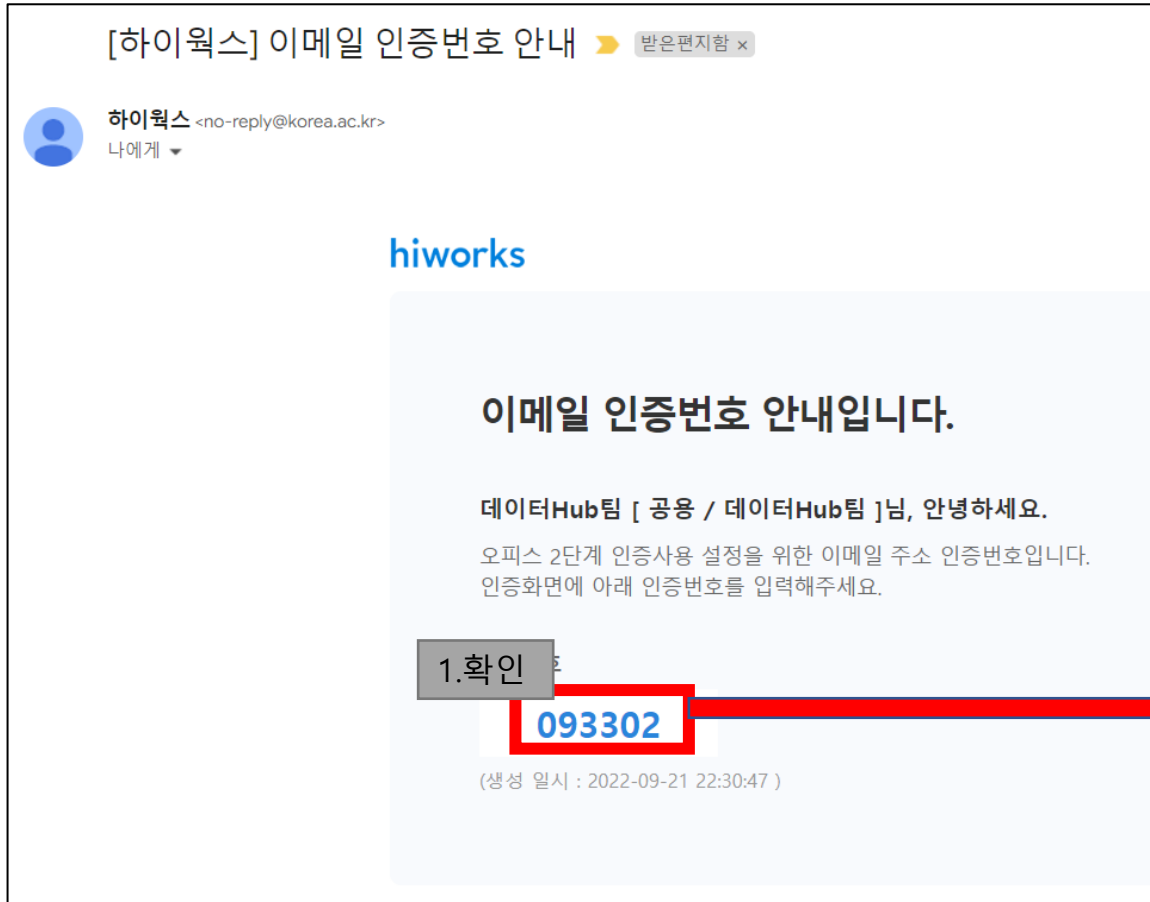 [하이웍스] 이메일 인증번호 안내 받은편지함 ×
하이웍스 <no-reply@korea.ac.kr>
나에게
hiworks
이메일 인증번호 안내입니다.
데이터Hub팀 [ 공용 / 데이터Hub팀 ]님, 안녕하세요.
오피스 2단계 인증사용 설정을 위한 이메일 주소 인증번호입니다.
인증화면에 아래 인증번호를 입력해주세요.
1.확인
093302
(생성 일시 : 2022-09-21 22:30:47 )